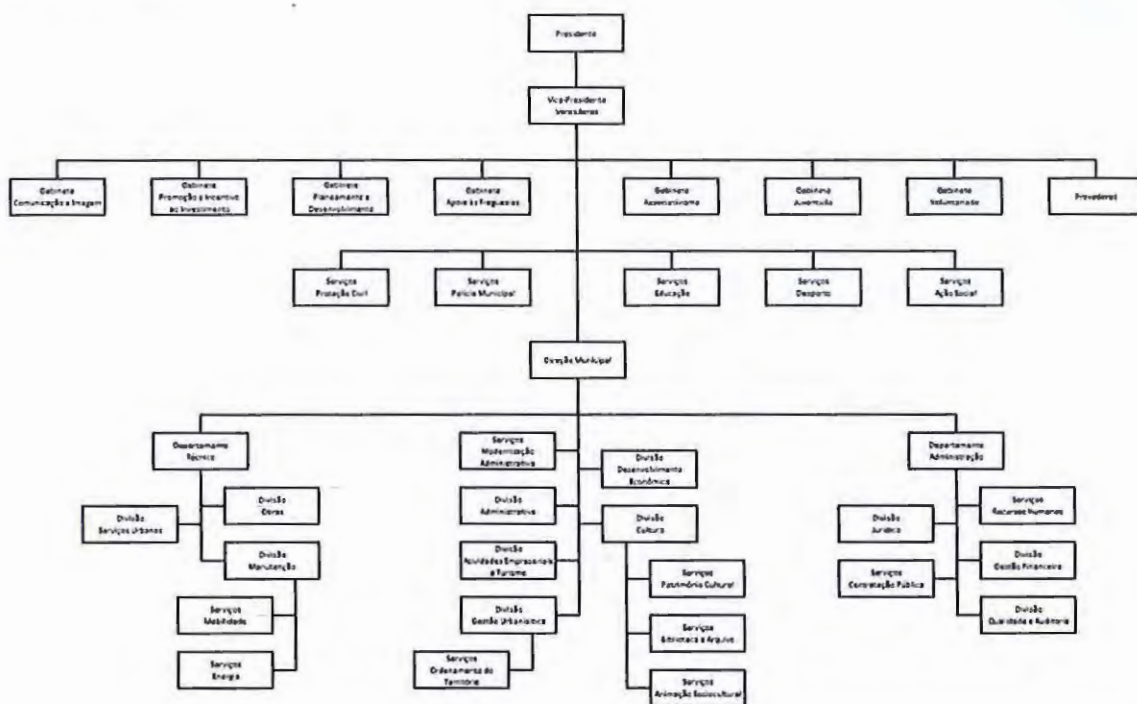 Presidente
Vice-Presidente
Vereadores
Gabinete
Comunicação e Imagem
Gabinete
Promoção e Incentivo
ao Investimento
Gabinete
Planeamento e
Desenvolvimento
Gabinete
Apoio às Freguesias
Gabinete
Gabinete
Juventude
Gabinete
Voluntariado
Serviços
Proteção Civil
Serviços
Polícia Municipal
Serviços
Educação
Serviços
Desporto
Serviços
Ação Social
Direção Municipal
Departamento
Técnico
Serviços
Modernização
Administrativa
Divisão
Desenvolvimento
Económico
Departamento
Administração
Divisão
Serviços Urbanos
Divisão
Obras
Divisão
Manutenção
Serviços
Mobilidade
Serviços
Energia
Divisão
Administrativa
Divisão
Cultura
Divisão
Atividades Empresariais
e Turismo
Divisão
Gestão Urbanística
Serviços
Ordenamento do
Território
Serviços
Património Cultural
Serviços
Biblioteca e Arquivo
Serviços
Animação Sociocultural
Divisão
Jurídica
Serviços
Contratação Pública
Serviços
Recursos Humanos
Divisão
Gestão Financeira
Divisão
Qualidade e Auditoria